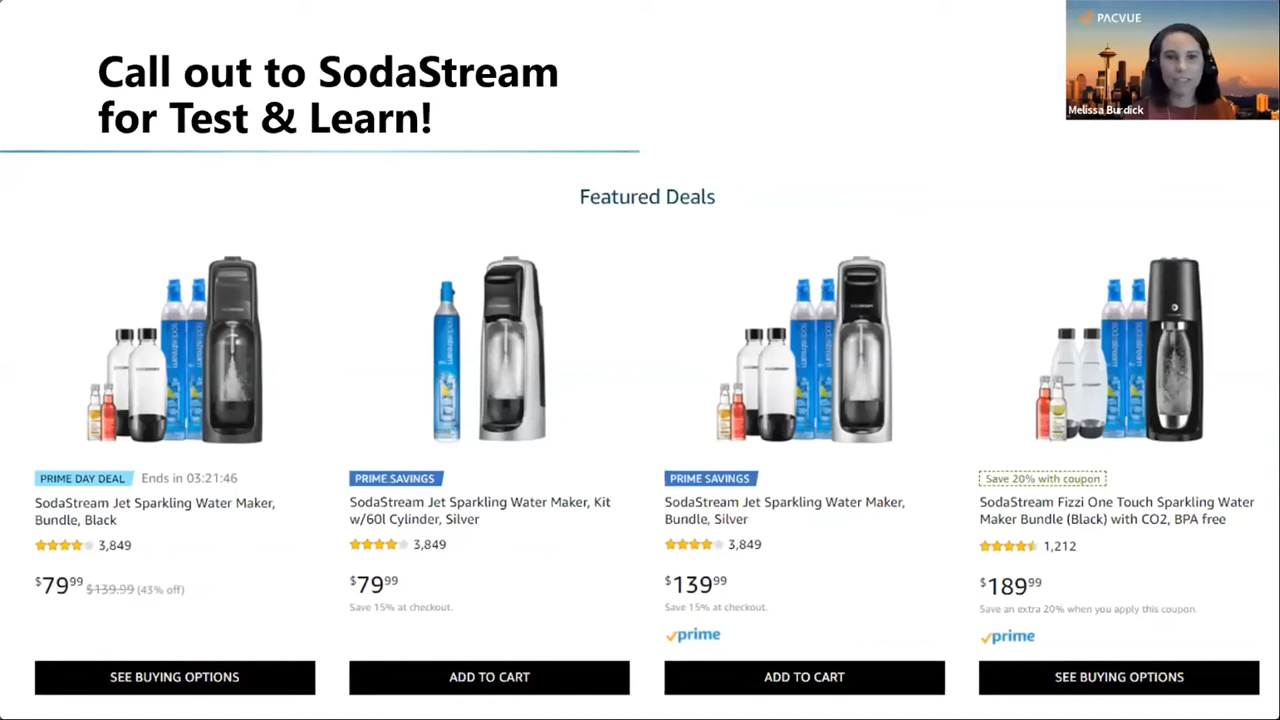 Call out to SodaStream
for Test & Learn!
PACVUE
Melissa Burdick
Featured Deals
PRIME DAY DEAL Ends in 03:21:46
SodaStream Jet Sparkling Water Maker,
Bundle, Black
3,849
$79.99 $139.99 (43% off)
SEE BUYING OPTIONS
PRIME SAVINGS
SodaStream Jet Sparkling Water Maker, Kit
w/60l Cylinder, Silver
3,849
$79.99
Save 15% at checkout.
ADD TO CART
PRIME SAVINGS
SodaStream Jet Sparkling Water Maker,
Bundle, Silver
3,849
$139.99
Save 15% at checkout.
prime
ADD TO CART
Save 20% with coupon
SodaStream Fizzi One Touch Sparkling Water
Maker Bundle (Black) with CO2, BPA free
1,212
$189.99
Save an extra 20% when you apply this coupon.
prime
SEE BUYING OPTIONS
sodastream
sodastream
sodastream
sodastream